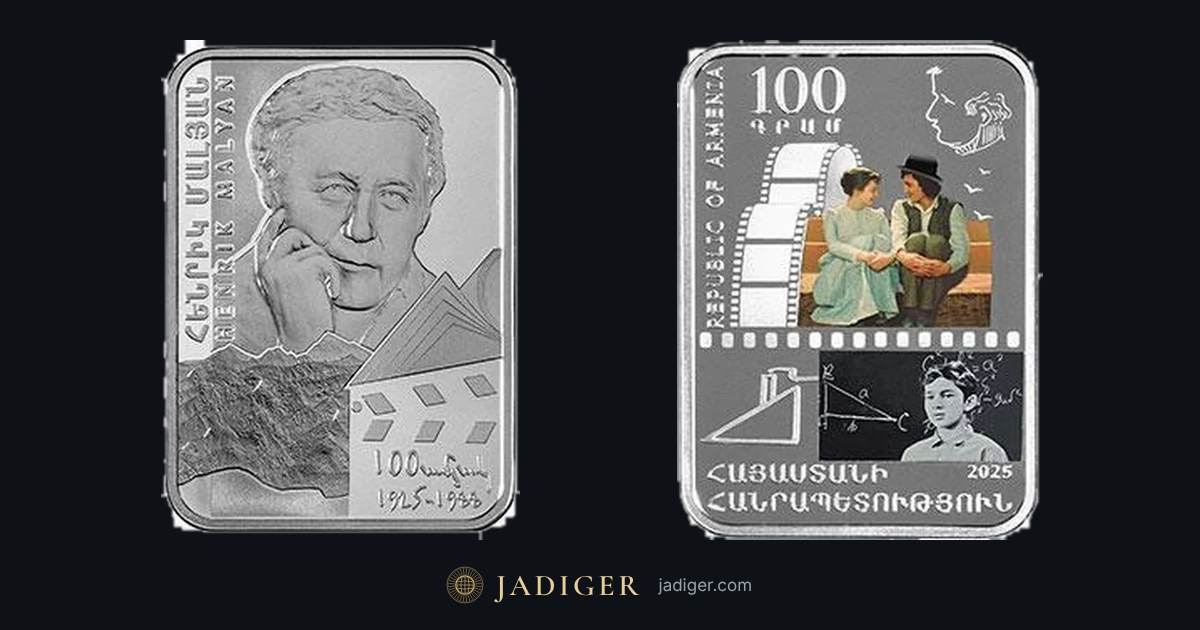 ՀԵՆՐԻԿ ՄԱԼՅԱՆ
HENRIK MALYAN
100ամյակ
1925-1988
REPUBLIC OF ARMENIA
100
ԴՐԱՄ
B
a
b
C
ՀԱՅԱՍՏԱՆԻ
2025
ՀԱՆՐԱՊԵՏՈՒԹՅՈՒՆ
JADIGER
jadiger.com